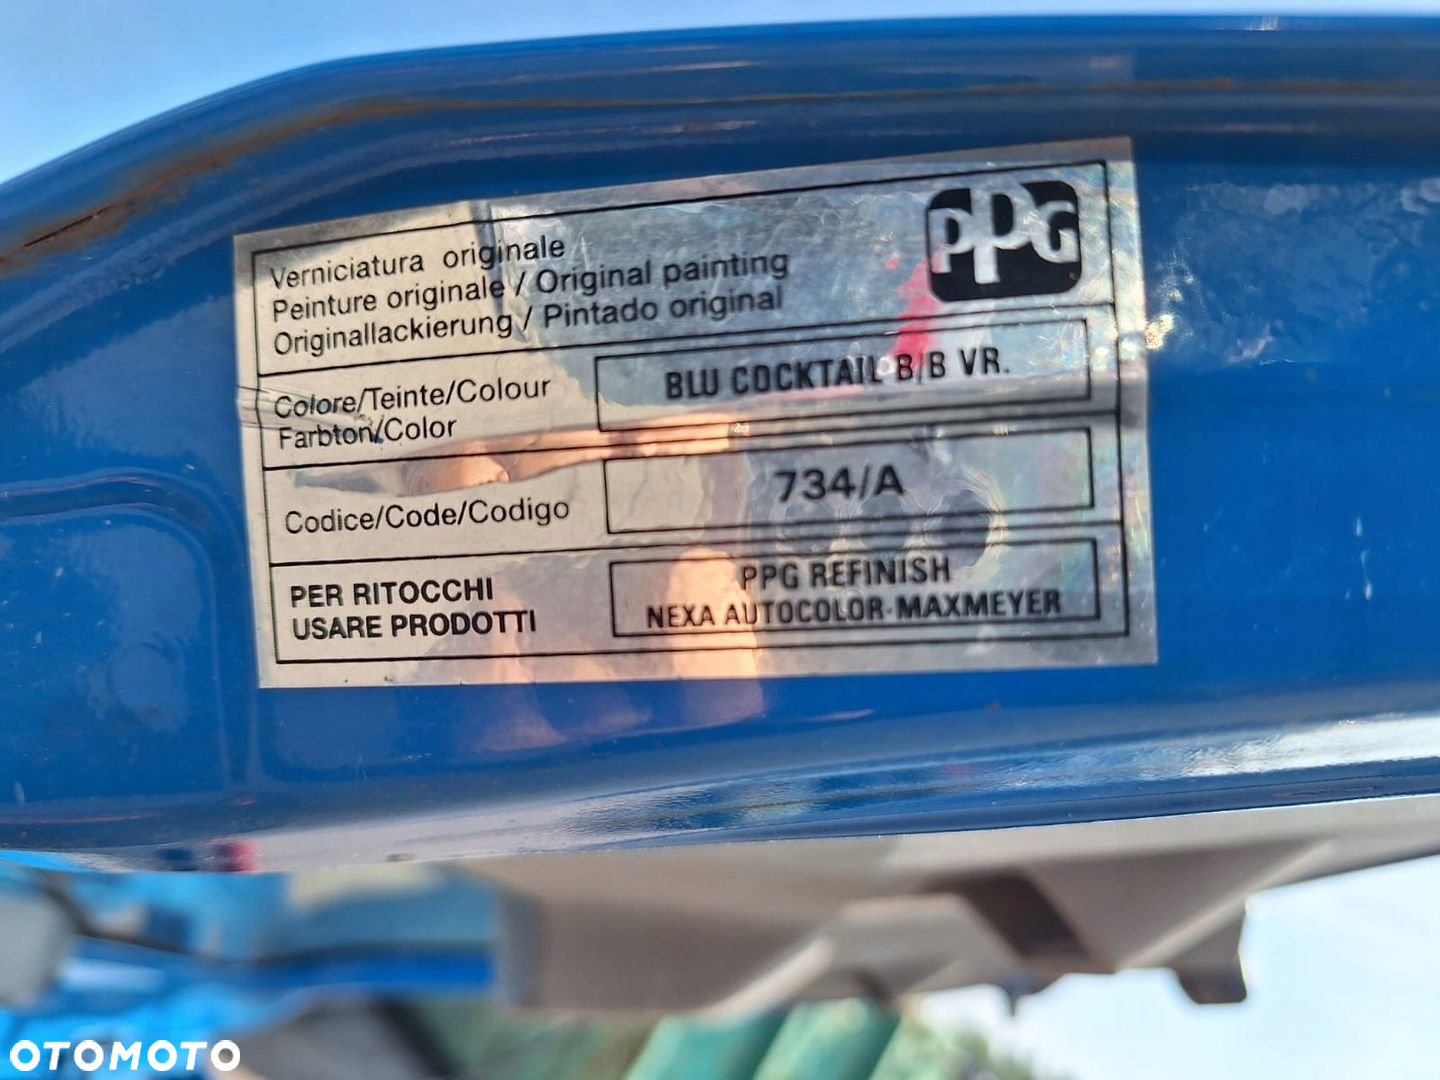 PPG
Verniciatura originale
Peinture originale / Original painting
Originallackierung / Pintado original
Colore/Teinte/Colour
Farbton/Color
BLU COCKTAIL B/B VR.
Codice/Code/Codigo
734/A
PER RITOCCHI
USARE PRODOTTI
PPG REFINISH
NEXA AUTOCOLOR-MAXMEYER
OTOMOTO